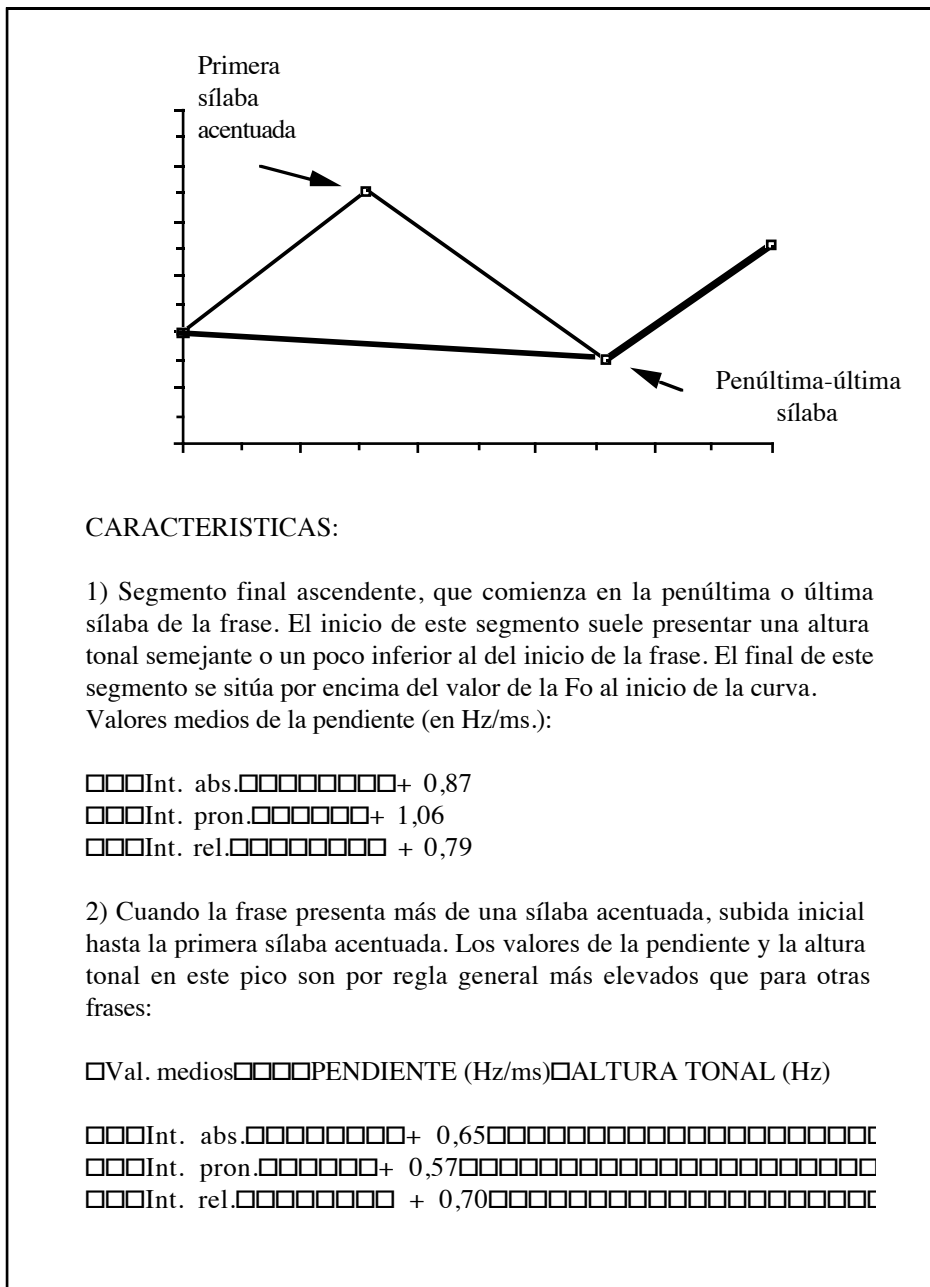 Primera
sílaba
acentuada
Penúltima-última
sílaba
CARACTERISTICAS:
1) Segmento final ascendente, que comienza en la penúltima o última
sílaba de la frase. El inicio de este segmento suele presentar una altura
tonal semejante o un poco inferior al del inicio de la frase. El final de este
segmento se sitúa por encima del valor de la Fo al inicio de la curva.
Valores medios de la pendiente (en Hz/ms.):
□□□Int. abs.□□□□□□□□+ 0,87
□□□Int. pron.□□□□□□+ 1,06
□□□Int. rel.□□□□□□□□ + 0,79
2) Cuando la frase presenta más de una sílaba acentuada, subida inicial
hasta la primera sílaba acentuada. Los valores de la pendiente y la altura
tonal en este pico son por regla general más elevados que para otras
frases:
□Val. medios□□□□PENDIENTE (Hz/ms)□ALTURA TONAL (Hz)
□□□Int. abs.□□□□□□□□+ 0,65□□□□□□□□□□□□□□□□□□□□
□□□Int. pron.□□□□□□+ 0,57□□□□□□□□□□□□□□□□□□□□□
□□□Int. rel.□□□□□□□□ + 0,70□□□□□□□□□□□□□□□□□□□□